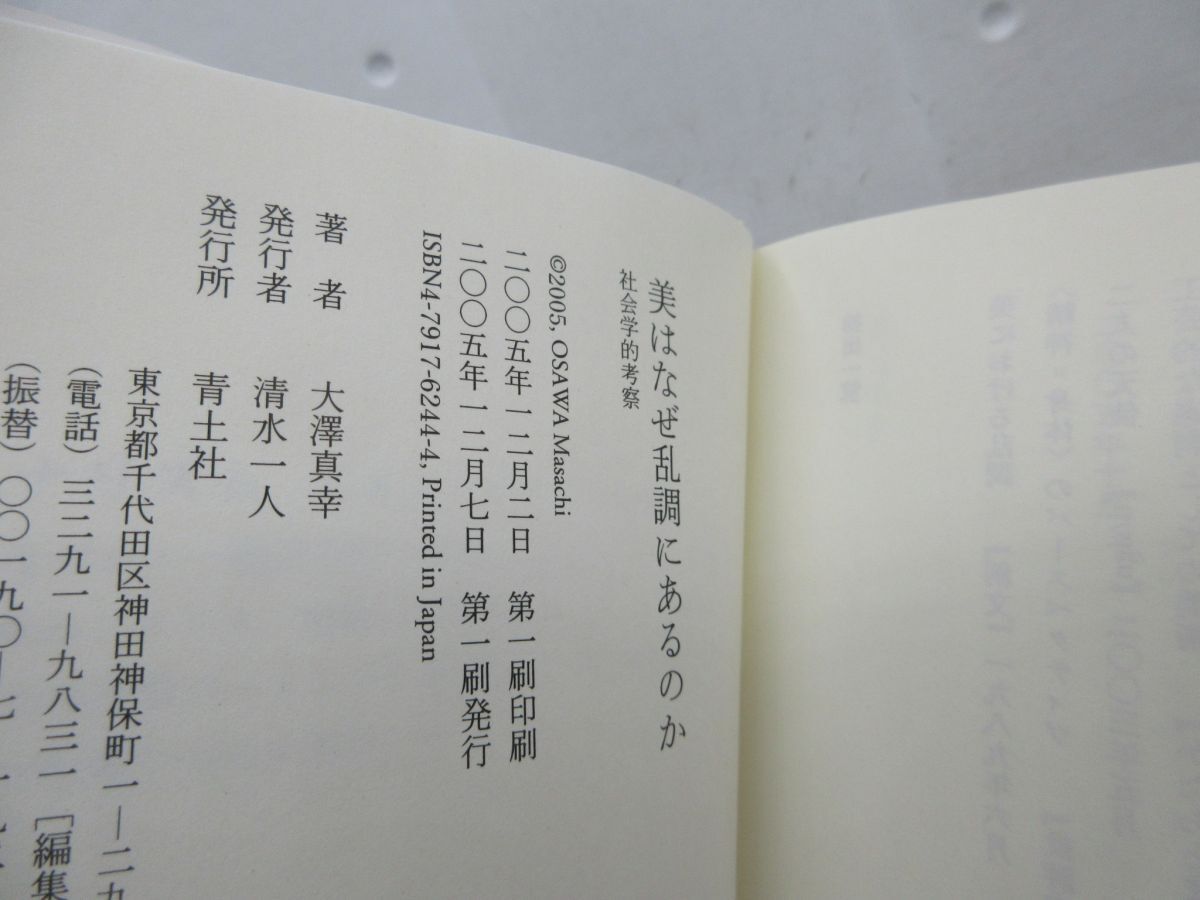 美はなぜ乱調にあるのか
社会学的考察
©2005, OSAWA Masachi
二〇〇五年一二月二日　第一刷印刷
二〇〇五年一二月七日　第一刷発行
ISBN4-7917-6244-4, Printed in Japan
著　者　大澤真幸
発行者　清水一人
発行所　青土社
東京都千代田区神田神保町一―二九
（電話）三二九一―九八三一［編集
（振替）〇〇一九〇―七